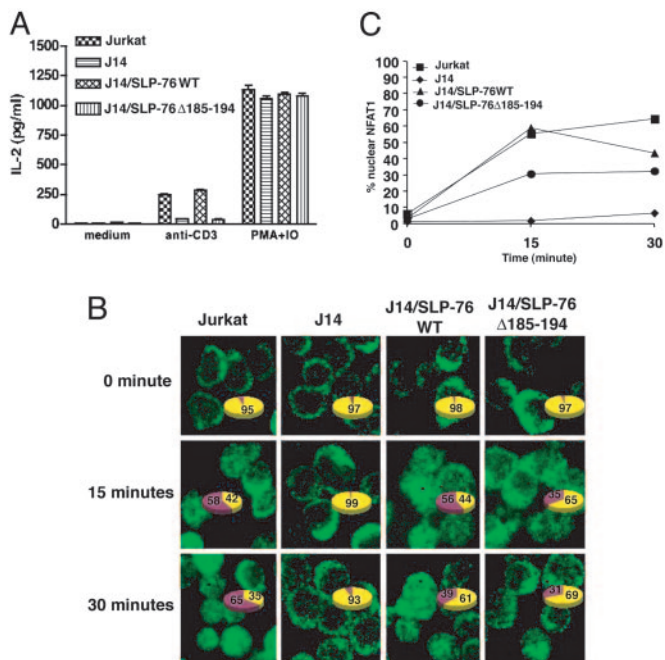 A
IL-2 (pg/ml)
1500
1250
1000
750
500
250
0
Jurkat
J14
J14/SLP-76 WT
J14/SLP-76 Δ185-194
medium anti-CD3 PMA+IO
C
% nuclear NFAT1
100
90
80
70
60
50
40
30
20
10
0
Jurkat
J14
J14/SLP-76WT
J14/SLP-76Δ185-194
0 15 30
Time (minute)
B
Jurkat J14 J14/SLP-76 WT J14/SLP-76 Δ185-194
0 minute
95 97 98 97
15 minutes
58 42 99 56 44 35 65
30 minutes
65 35 93 39 61 31 69